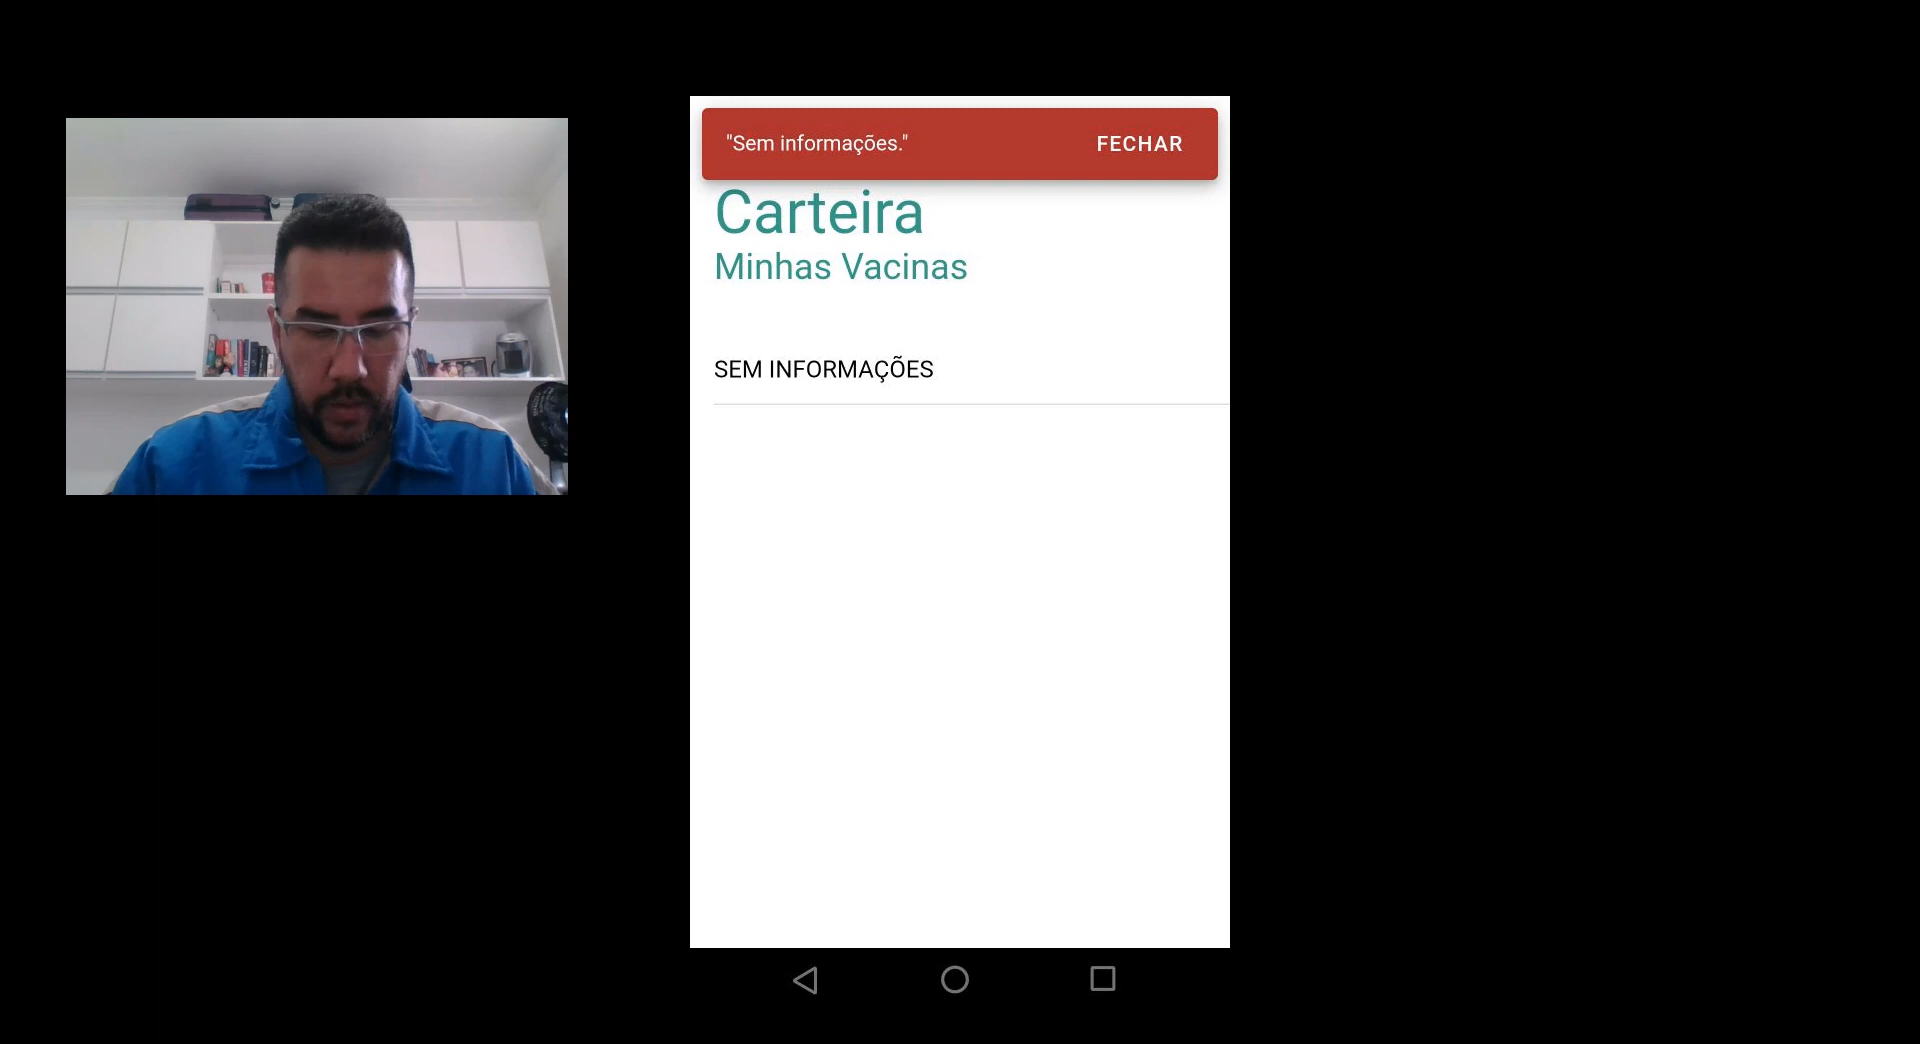 "Sem informações." FECHAR
Carteira
Minhas Vacinas
SEM INFORMAÇÕES